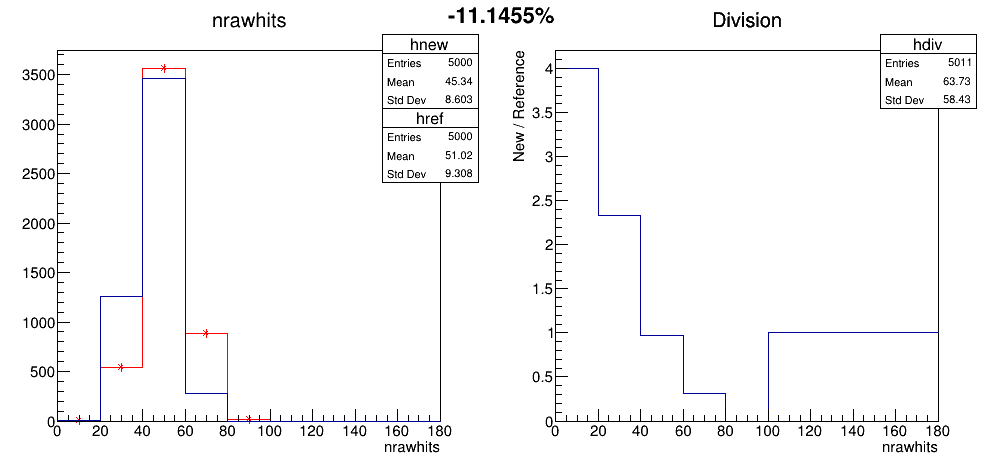 -11.1455%
nrawhits
hnew
Entries 5000
Mean 45.34
Std Dev 8.603
href
Entries 5000
Mean 51.02
Std Dev 9.308
3500
3000
2500
2000
1500
1000
500
0
0 20 40 60 80 100 120 140 160 180
nrawhits
Division
hdiv
Entries 5011
Mean 63.73
Std Dev 58.43
New / Reference
4
3.5
3
2.5
2
1.5
1
0.5
0
0 20 40 60 80 100 120 140 160 180
nrawhits